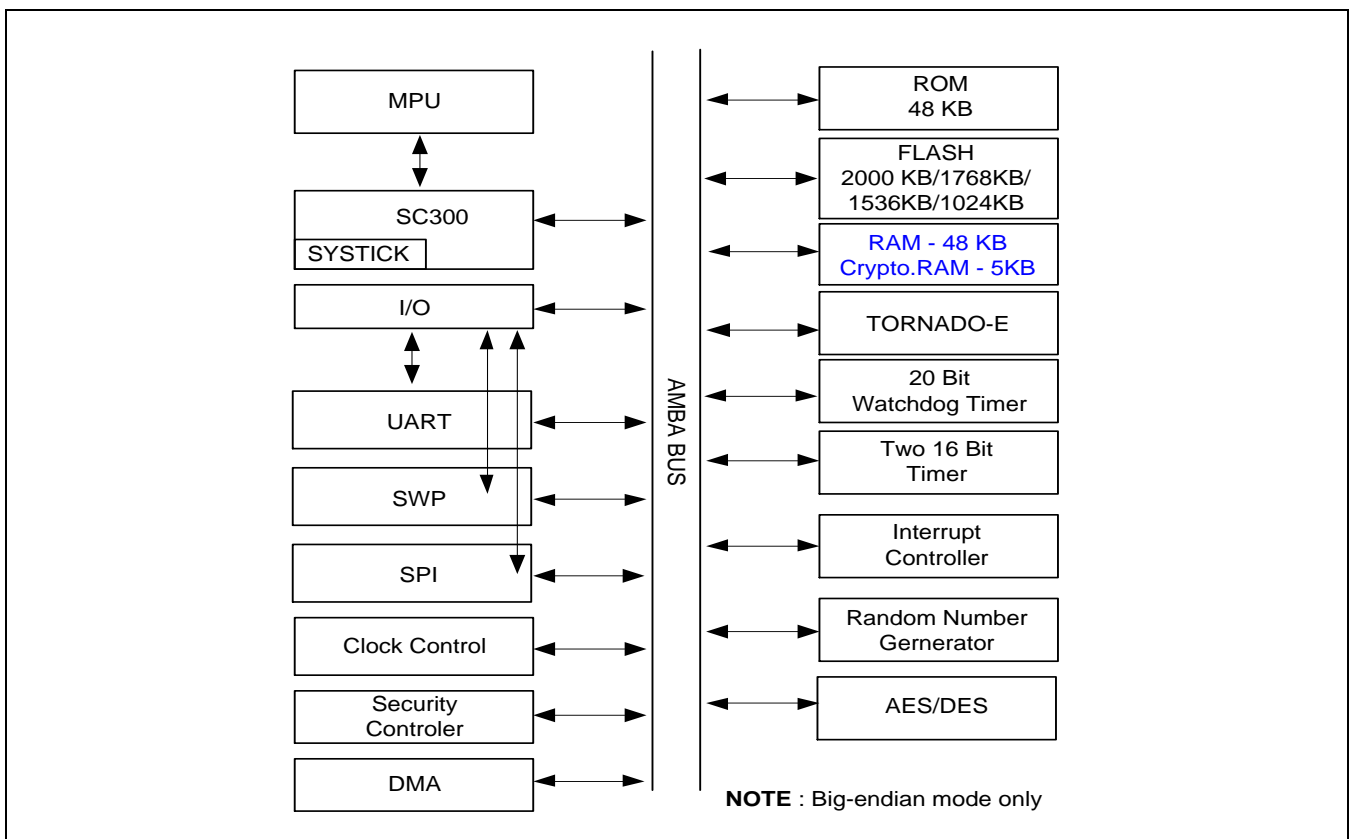 MPU
SC300
SYSTICK
I/O
UART
SWP
SPI
Clock Control
Security
Controler
DMA
AMBA BUS
ROM
48 KB
FLASH
2000 KB/1768KB/
1536KB/1024KB
RAM - 48 KB
Crypto.RAM - 5KB
TORNADO-E
20 Bit
Watchdog Timer
Two 16 Bit
Timer
Interrupt
Controller
Random Number
Gernerator
AES/DES
NOTE : Big-endian mode only